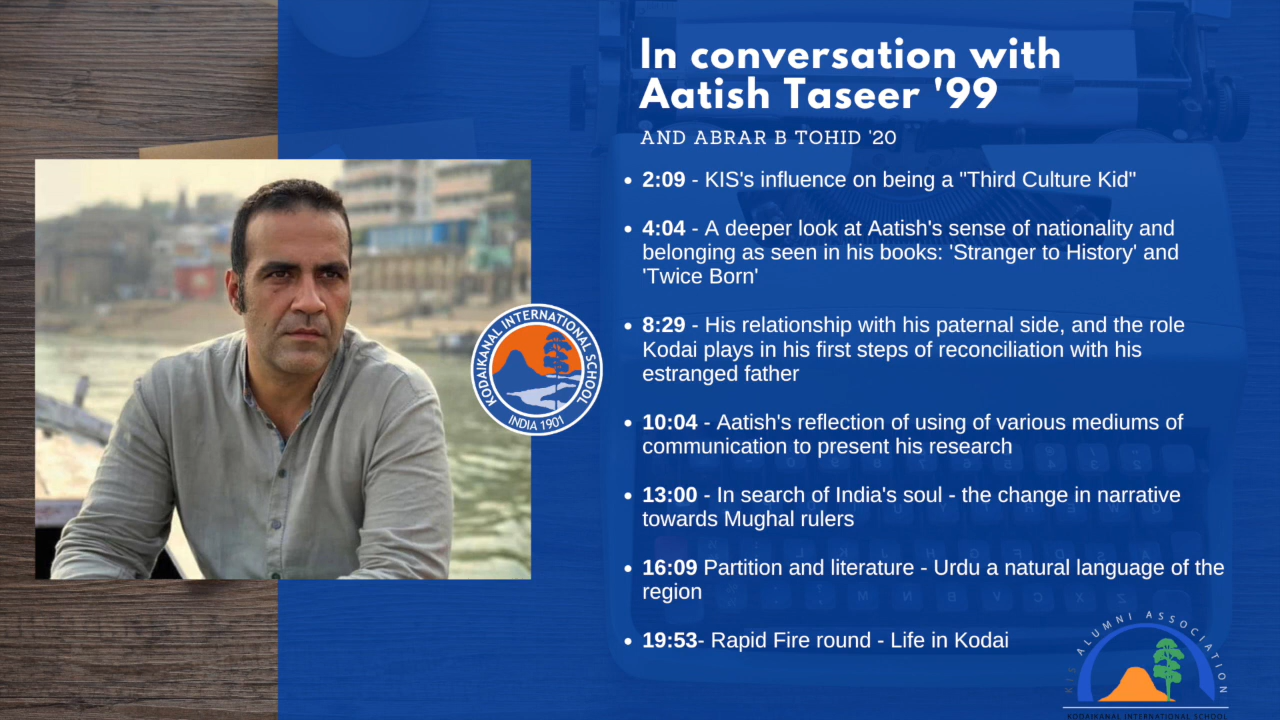 In conversation with
Aatish Taseer '99
AND ABRAR B TOHID '20
• 2:09 - KIS's influence on being a "Third Culture Kid"
• 4:04 - A deeper look at Aatish's sense of nationality and
belonging as seen in his books: 'Stranger to History' and
'Twice Born'
• 8:29 - His relationship with his paternal side, and the role
Kodai plays in his first steps of reconciliation with his
estranged father
• 10:04 - Aatish's reflection of using of various mediums of
communication to present his research
• 13:00 - In search of India's soul - the change in narrative
towards Mughal rulers
• 16:09 Partition and literature - Urdu a natural language of the
region
• 19:53- Rapid Fire round - Life in Kodai
KODAIKANAL INTERNATIONAL SCHOOL
INDIA 1901
KIS ALUMNI ASSOCIATION
KODAIKANAL INTERNATIONAL SCHOOL